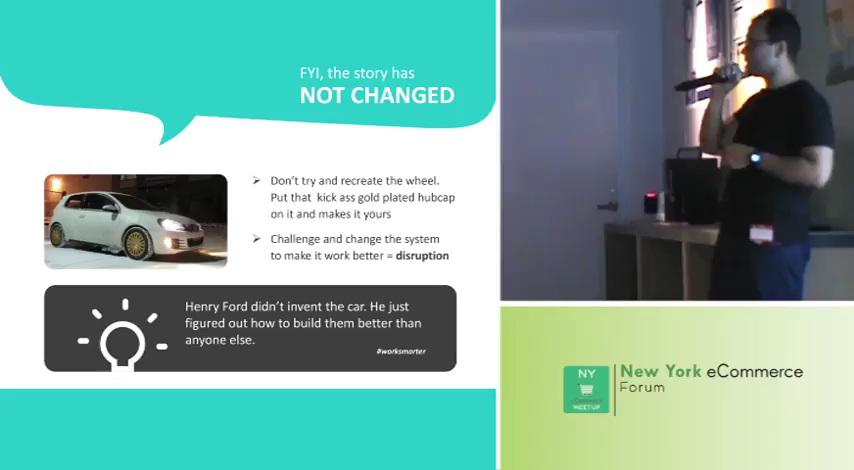 FYI, the story has
NOT CHANGED
➢ Don't try and recreate the wheel.
Put that kick ass gold plated hubcap
on it and makes it yours
➢ Challenge and change the system
to make it work better = disruption
Henry Ford didn't invent the car. He just
figured out how to build them better than
anyone else.
#worksmarter
NY
eCommerce
MEETUP
New York eCommerce
Forum